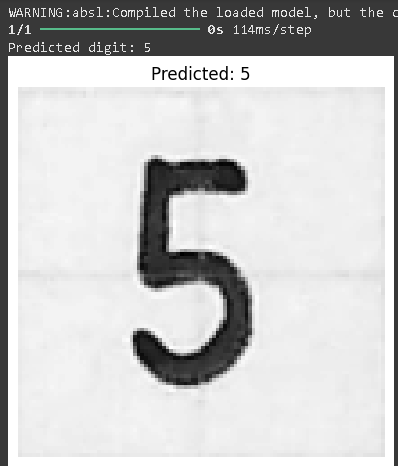 WARNING:absl:Compiled the loaded model, but the c
1/1 ━━━━━━━━━━━━━━━━━━━━ 0s 114ms/step
Predicted digit: 5
Predicted: 5
5